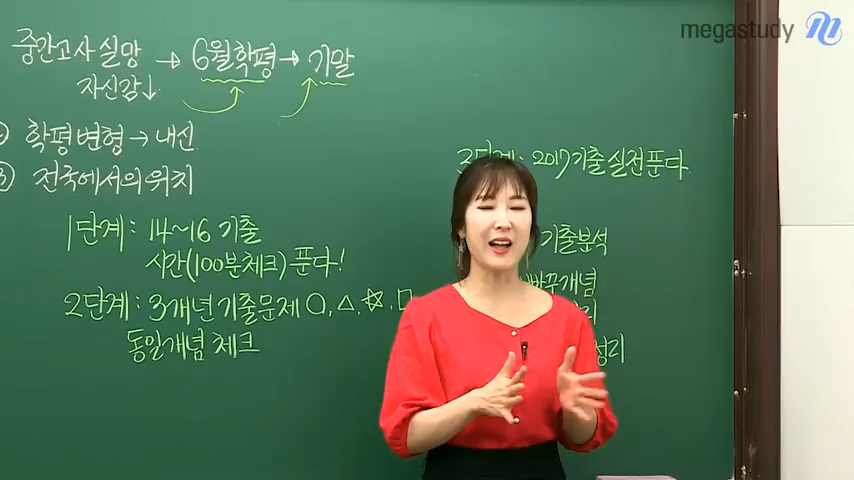 megastudy
중간고사 실망 → 6월학평 → 기말
자신감↓
② 학평변형 → 내신
③ 전국에서의 위치
1단계: 14~16 기출
시간(100분체크) 푼다!
2단계: 3개년 기출문제 ○, △, ☆, □
동일개념 체크
3단계: 2017기출 실전푼다.
기출분석
개념